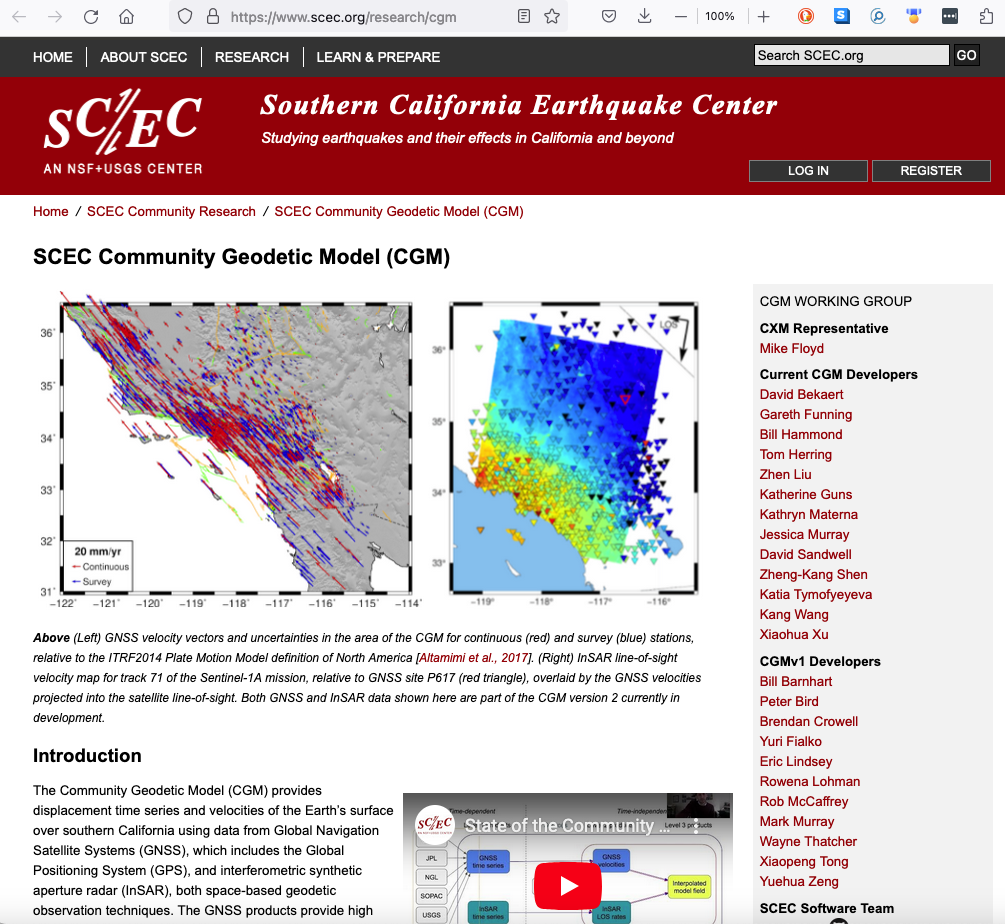 https://www.scec.org/research/cgm
100%
HOME
ABOUT SCEC
RESEARCH
LEARN & PREPARE
Search SCEC.org
GO
SCEC
AN NSF+USGS CENTER
Southern California Earthquake Center
Studying earthquakes and their effects in California and beyond
LOG IN
REGISTER
Home / SCEC Community Research / SCEC Community Geodetic Model (CGM)
SCEC Community Geodetic Model (CGM)
36˚
35˚
34˚
33˚
32˚
31˚
20 mm/yr
Continuous
Survey
−122˚ −121˚ −120˚ −119˚ −118˚ −117˚ −116˚ −115˚ −114˚
LOS
36°
35°
34°
33°
−119° −118° −117° −116°
Above (Left) GNSS velocity vectors and uncertainties in the area of the CGM for continuous (red) and survey (blue) stations,
relative to the ITRF2014 Plate Motion Model definition of North America [Altamimi et al., 2017]. (Right) InSAR line-of-sight
velocity map for track 71 of the Sentinel-1A mission, relative to GNSS site P617 (red triangle), overlaid by the GNSS velocities
projected into the satellite line-of-sight. Both GNSS and InSAR data shown here are part of the CGM version 2 currently in
development.
Introduction
The Community Geodetic Model (CGM) provides
displacement time series and velocities of the Earth's surface
over southern California using data from Global Navigation
Satellite Systems (GNSS), which includes the Global
Positioning System (GPS), and interferometric synthetic
aperture radar (InSAR), both space-based geodetic
observation techniques. The GNSS products provide high
Time-dependent
Time-independent
SCEC
State of the Community ...
Level 3 products
JPL
NGL
SOPAC
USGS
GNSS
time series
GNSS
velocities
Interpolated
model field
InSAR
time series
InSAR
LOS rates
CGM WORKING GROUP
CXM Representative
Mike Floyd
Current CGM Developers
David Bekaert
Gareth Funning
Bill Hammond
Tom Herring
Zhen Liu
Katherine Guns
Kathryn Materna
Jessica Murray
David Sandwell
Zheng-Kang Shen
Katia Tymofyeyeva
Kang Wang
Xiaohua Xu
CGMv1 Developers
Bill Barnhart
Peter Bird
Brendan Crowell
Yuri Fialko
Eric Lindsey
Rowena Lohman
Rob McCaffrey
Mark Murray
Wayne Thatcher
Xiaopeng Tong
Yuehua Zeng
SCEC Software Team